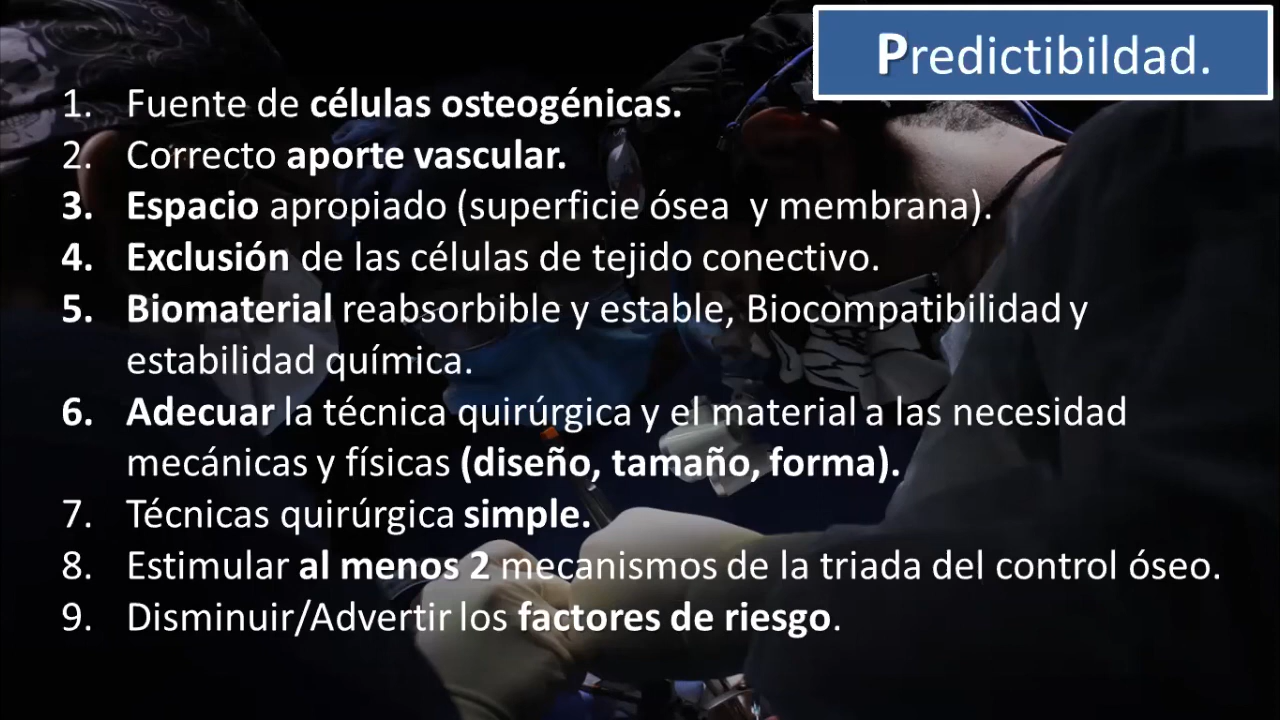 Predictibildad.
1. Fuente de células osteogénicas.
2. Correcto aporte vascular.
3. Espacio apropiado (superficie ósea y membrana).
4. Exclusión de las células de tejido conectivo.
5. Biomaterial reabsorbible y estable, Biocompatibilidad y
estabilidad química.
6. Adecuar la técnica quirúrgica y el material a las necesidad
mecánicas y físicas (diseño, tamaño, forma).
7. Técnicas quirúrgica simple.
8. Estimular al menos 2 mecanismos de la triada del control óseo.
9. Disminuir/Advertir los factores de riesgo.